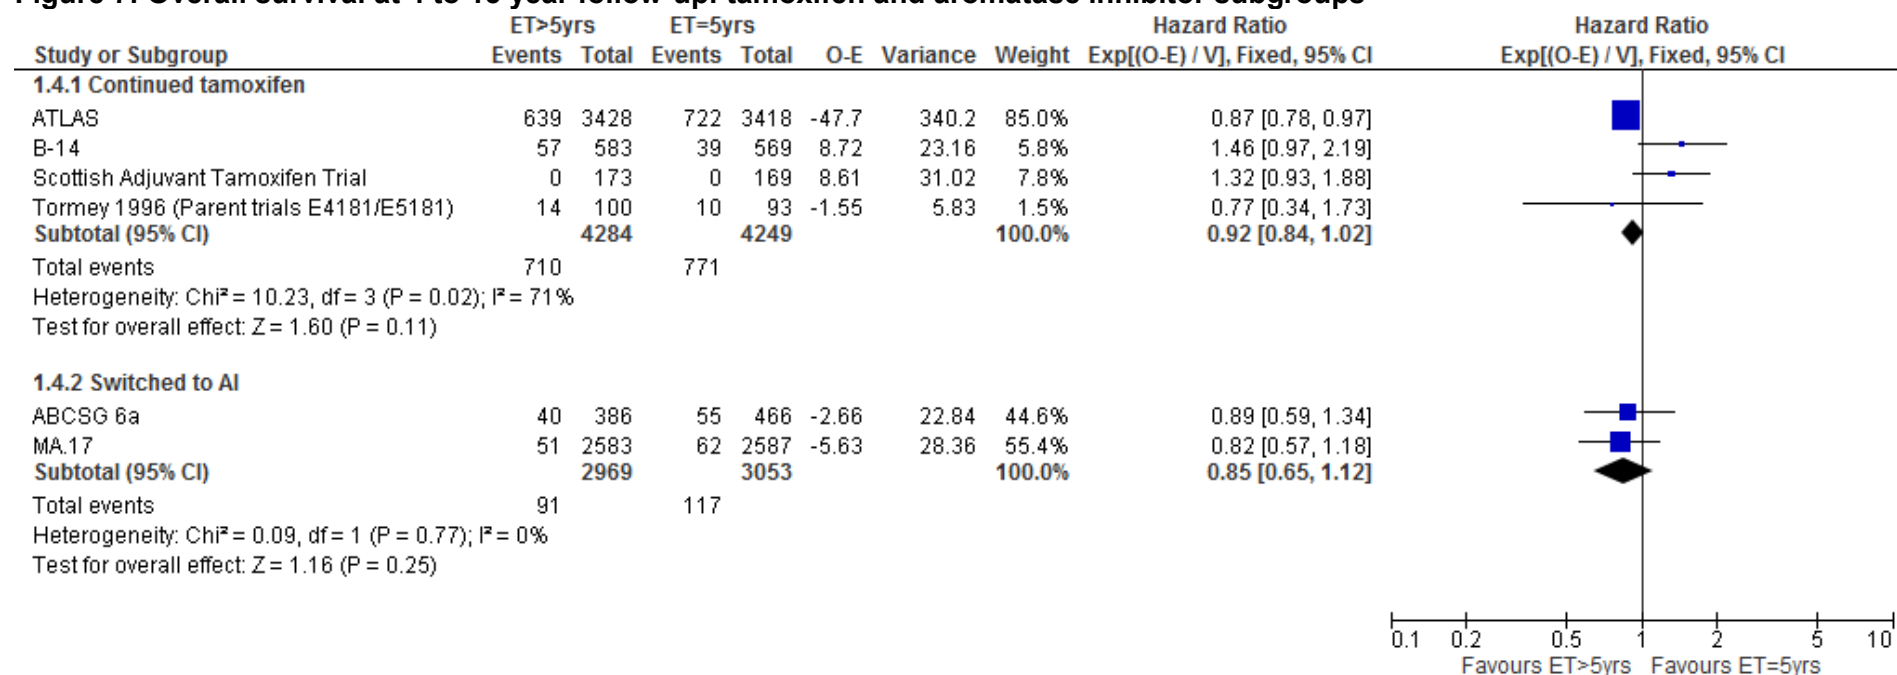 ET>5yrs ET=5yrs Hazard Ratio Hazard Ratio
Study or Subgroup Events Total Events Total O-E Variance Weight Exp[(O-E) / V], Fixed, 95% CI Exp[(O-E) / V], Fixed, 95% CI
1.4.1 Continued tamoxifen
ATLAS 639 3428 722 3418 -47.7 340.2 85.0% 0.87 [0.78, 0.97]
B-14 57 583 39 569 8.72 23.16 5.8% 1.46 [0.97, 2.19]
Scottish Adjuvant Tamoxifen Trial 0 173 0 169 8.61 31.02 7.8% 1.32 [0.93, 1.88]
Tormey 1996 (Parent trials E4181/E5181) 14 100 10 93 -1.55 5.83 1.5% 0.77 [0.34, 1.73]
Subtotal (95% CI) 4284 4249 100.0% 0.92 [0.84, 1.02]
Total events 710 771
Heterogeneity: Chi² = 10.23, df = 3 (P = 0.02); I² = 71%
Test for overall effect: Z = 1.60 (P = 0.11)
1.4.2 Switched to AI
ABCSG 6a 40 386 55 466 -2.66 22.84 44.6% 0.89 [0.59, 1.34]
MA.17 51 2583 62 2587 -5.63 28.36 55.4% 0.82 [0.57, 1.18]
Subtotal (95% CI) 2969 3053 100.0% 0.85 [0.65, 1.12]
Total events 91 117
Heterogeneity: Chi² = 0.09, df = 1 (P = 0.77); I² = 0%
Test for overall effect: Z = 1.16 (P = 0.25)
0.1 0.2 0.5 1 2 5 10
Favours ET>5yrs Favours ET=5yrs